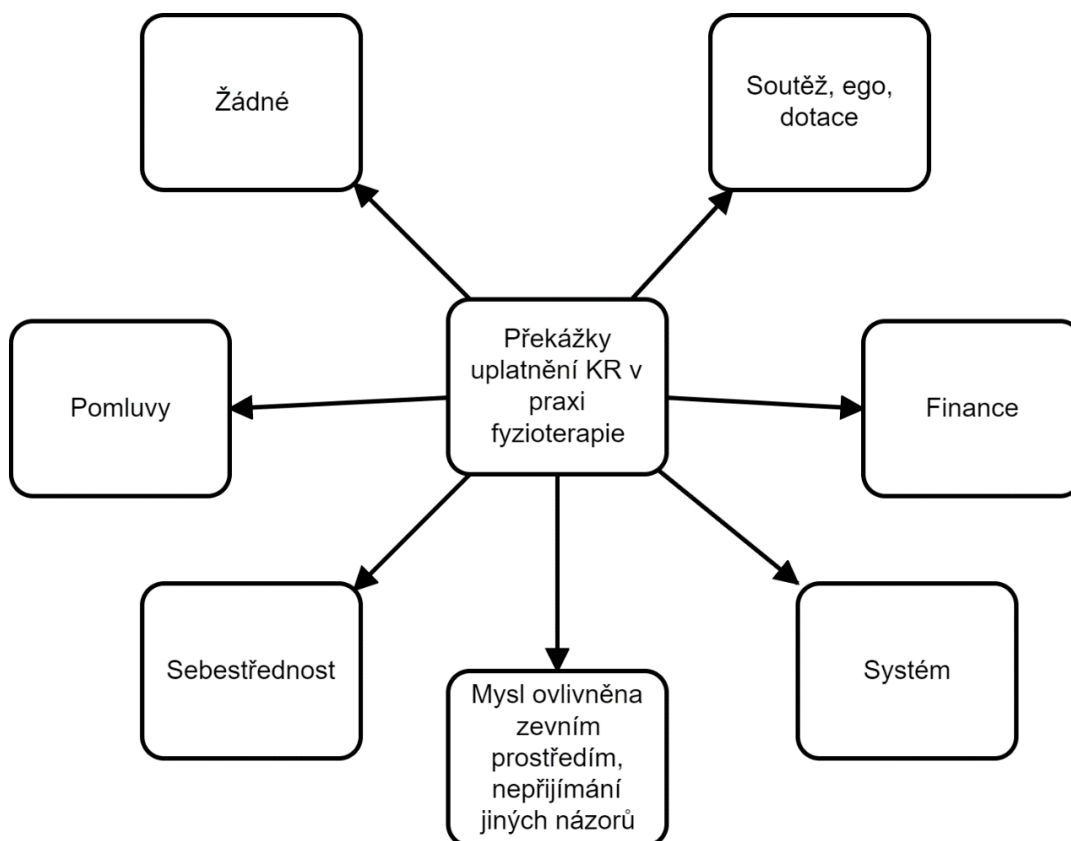 Žádné
Soutěž, ego,
dotace
Překážky
uplatnění KR v
praxi
fyzioterapie
Pomluvy
Finance
Sebestřednost
Systém
Mysl ovlivněna
zevním
prostředím,
nepřijímání
jiných názorů